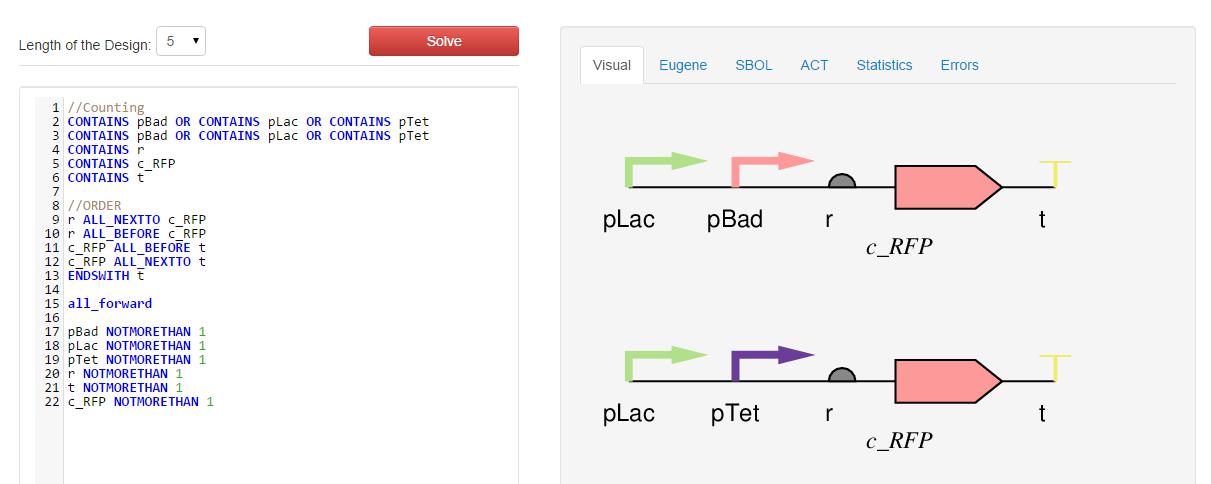 Length of the Design: 5 Solve
Visual Eugene SBOL ACT Statistics Errors
1 //Counting
2 CONTAINS pBad OR CONTAINS pLac OR CONTAINS pTet
3 CONTAINS pBad OR CONTAINS pLac OR CONTAINS pTet
4 CONTAINS r
5 CONTAINS c_RFP
6 CONTAINS t
7
8 //ORDER
9 r ALL_NEXTTO c_RFP
10 r ALL_BEFORE c_RFP
11 c_RFP ALL_BEFORE t
12 c_RFP ALL_NEXTTO t
13 ENDSWITH t
14
15 all_forward
16
17 pBad NOTMORETHAN 1
18 pLac NOTMORETHAN 1
19 pTet NOTMORETHAN 1
20 r NOTMORETHAN 1
21 t NOTMORETHAN 1
22 c_RFP NOTMORETHAN 1
pLac pBad r t
c_RFP
pLac pTet r t
c_RFP